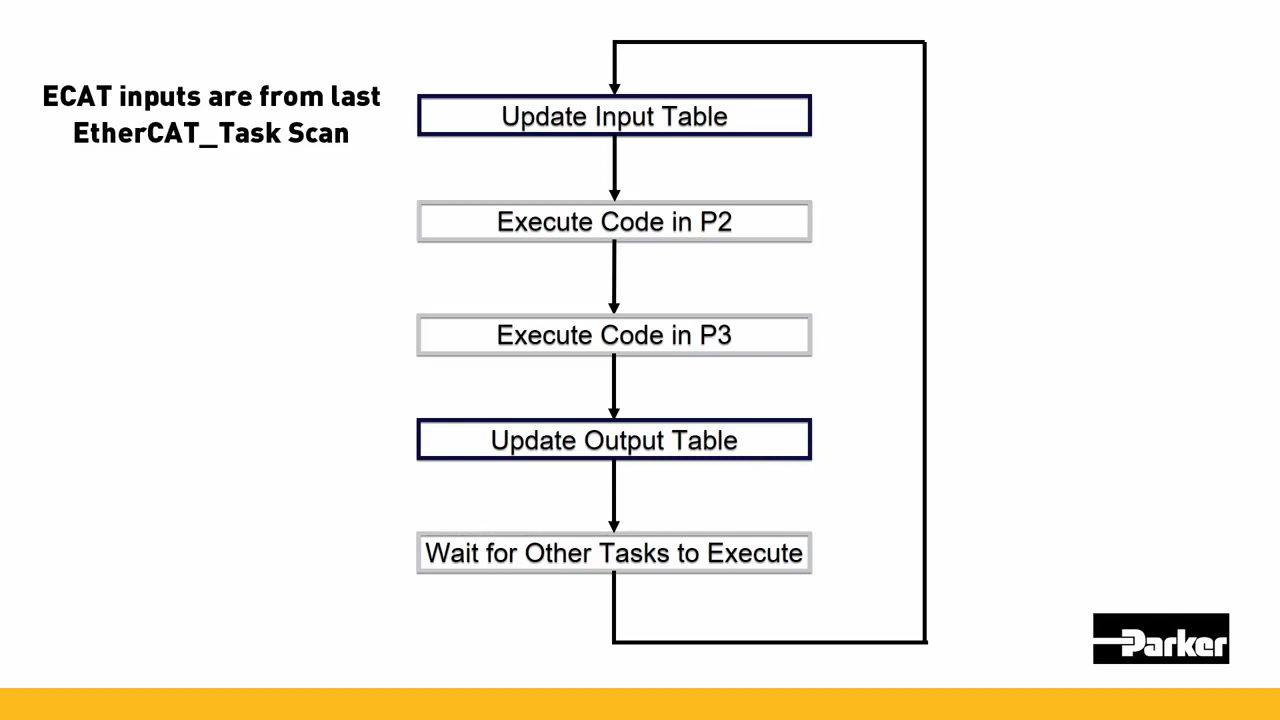 ECAT inputs are from last
EtherCAT_Task Scan
Update Input Table
Execute Code in P2
Execute Code in P3
Update Output Table
Wait for Other Tasks to Execute
Parker